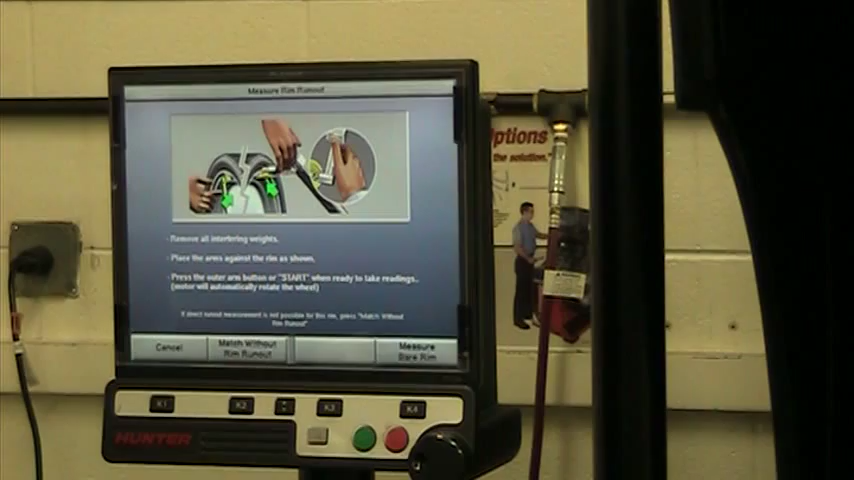 Measure Rim Runout
ptions
the solution."
- Remove all interfering weights.
- Place the arms against the rim as shown.
- Press the outer arm button or "START" when ready to take readings..
(motor will automatically rotate the wheel)
If direct runout measurement is not possible for this rim, press "Match Without
Rim Runout"
Cancel
Match Without
Rim Runout
Measure
Bare Rim
K1
K2
K3
K4
HUNTER